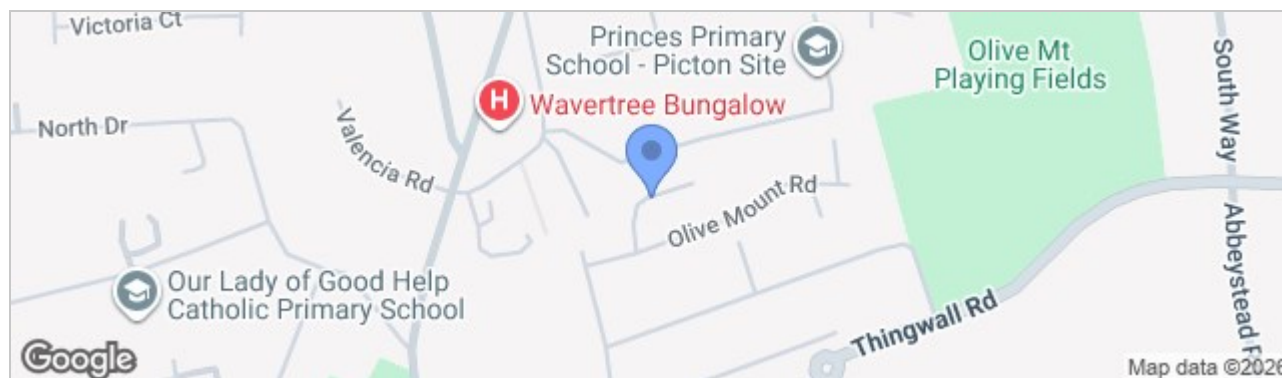 Victoria Ct
Princes Primary
School - Picton Site
Olive Mt
Playing Fields
South Way
H
Wavertree Bungalow
North Dr
Valencia Rd
Olive Mount Rd
Abbeystead R
Our Lady of Good Help
Catholic Primary School
Thingwall Rd
Google
Map data ©2026